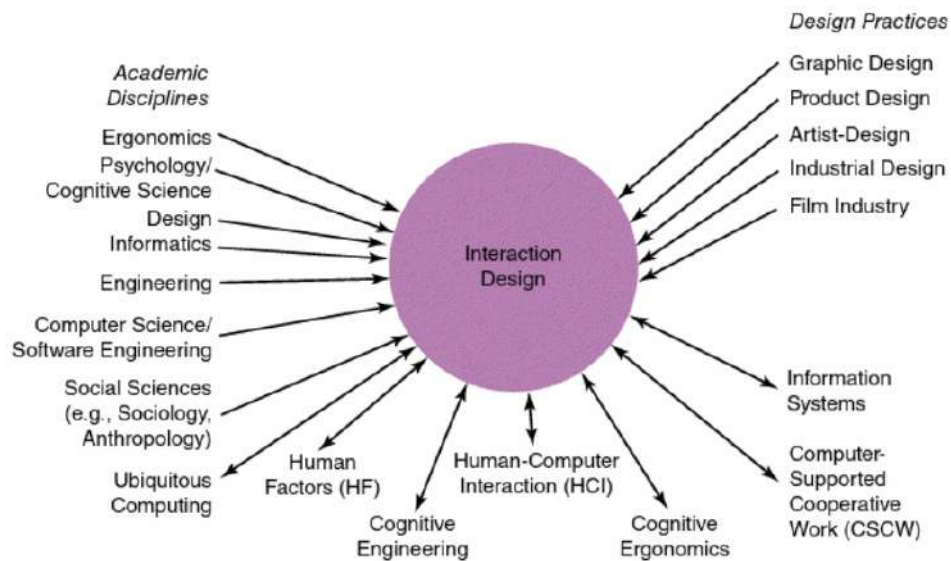 Academic
Disciplines
Ergonomics
Psychology/
Cognitive Science
Design
Informatics
Engineering
Computer Science/
Software Engineering
Social Sciences
(e.g., Sociology,
Anthropology)
Ubiquitous
Computing
Human
Factors (HF)
Cognitive
Engineering
Human-Computer
Interaction (HCI)
Cognitive
Ergonomics
Interaction
Design
Design Practices
Graphic Design
Product Design
Artist-Design
Industrial Design
Film Industry
Information
Systems
Computer-
Supported
Cooperative
Work (CSCW)